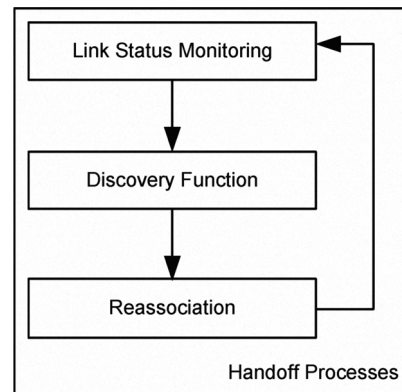 Link Status Monitoring
Discovery Function
Reassociation
Handoff Processes